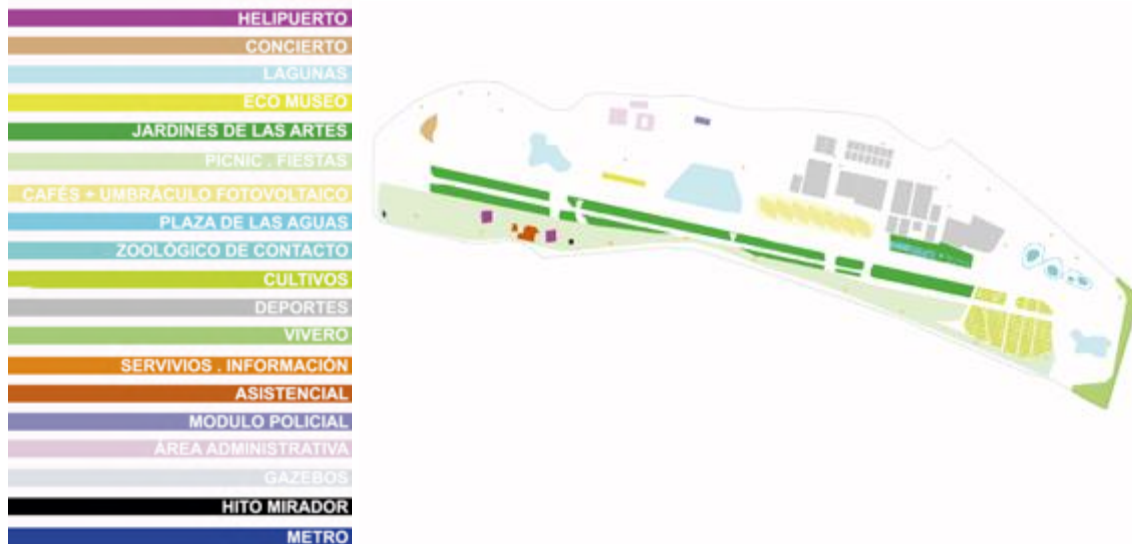 HELIPUERTO
CONCIERTO
LAGUNAS
ECO MUSEO
JARDINES DE LAS ARTES
PICNIC . FIESTAS
CAFÉS + UMBRÁCULO FOTOVOLTAICO
PLAZA DE LAS AGUAS
ZOOLÓGICO DE CONTACTO
CULTIVOS
DEPORTES
VIVERO
SERVIVIOS . INFORMACIÓN
ASISTENCIAL
MODULO POLICIAL
ÁREA ADMINISTRATIVA
GAZEBOS
HITO MIRADOR
METRO